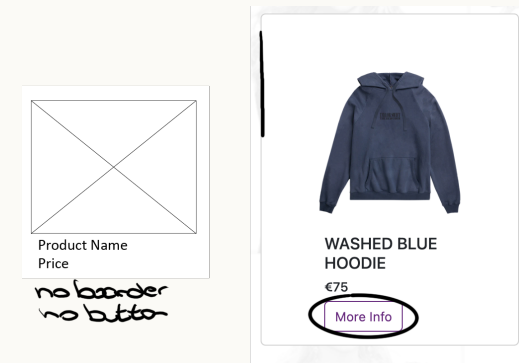 Product Name
Price
no boarder
no button
WASHED BLUE
HOODIE
€75
More Info